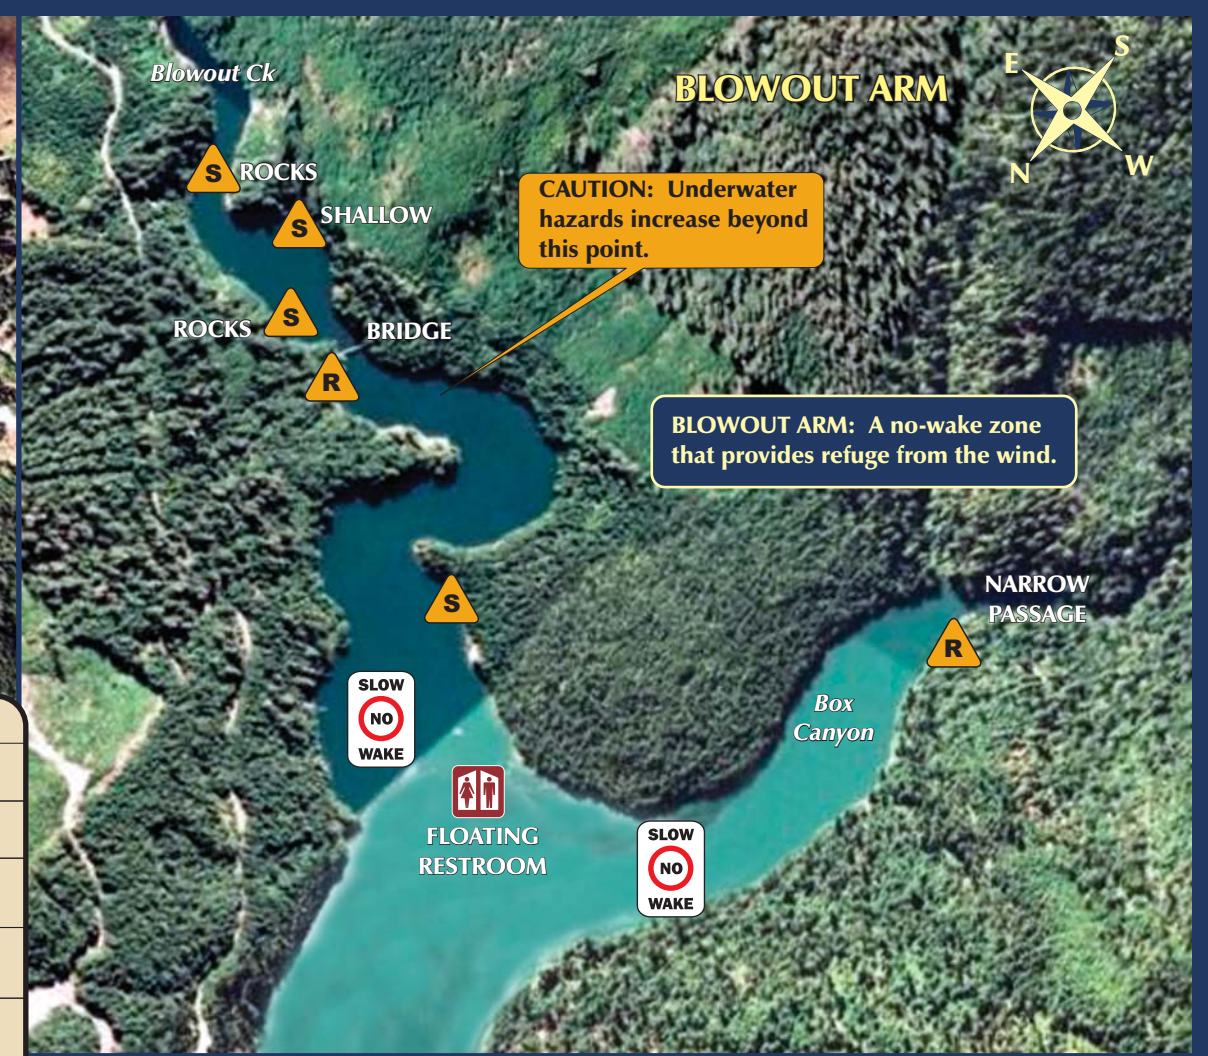 Blowout Ck
BLOWOUT ARM
E
S
N
W
S
ROCKS
S
SHALLOW
CAUTION: Underwater
hazards increase beyond
this point.
S
ROCKS
BRIDGE
R
BLOWOUT ARM: A no-wake zone
that provides refuge from the wind.
S
NARROW
PASSAGE
R
SLOW
NO
WAKE
Box
Canyon
FLOATING
RESTROOM
SLOW
NO
WAKE